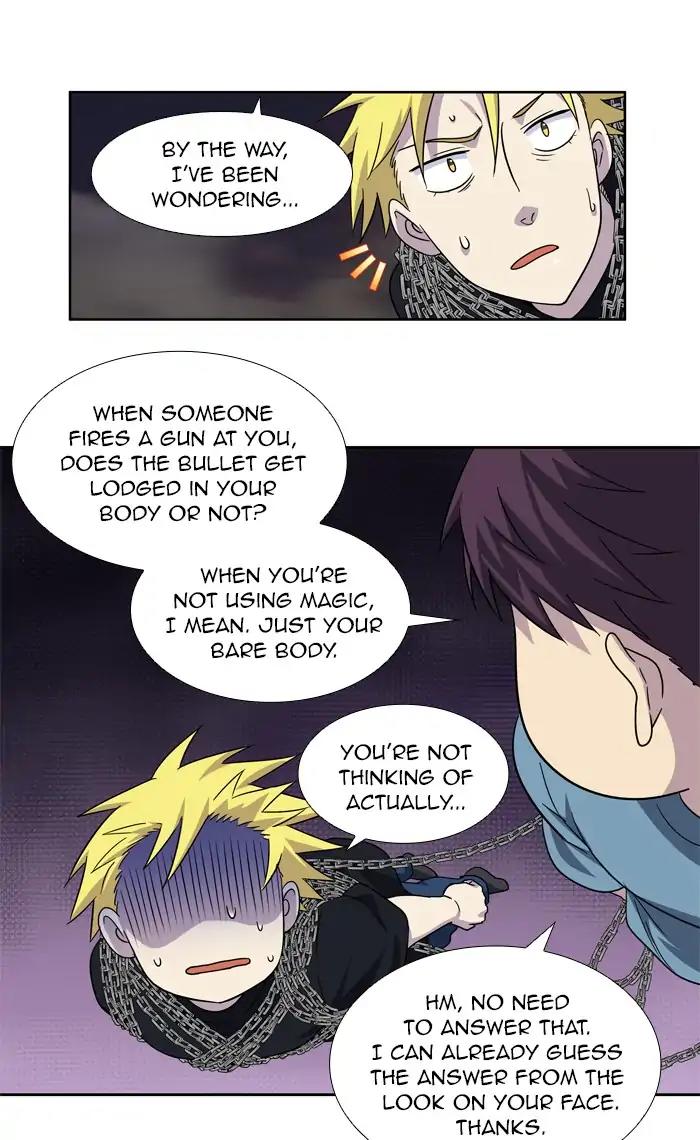 BY THE WAY,
I'VE BEEN
WONDERING...
WHEN SOMEONE
FIRES A GUN AT YOU,
DOES THE BULLET GET
LODGED IN YOUR
BODY OR NOT?
WHEN YOU'RE
NOT USING MAGIC,
I MEAN. JUST YOUR
BARE BODY.
YOU'RE NOT
THINKING OF
ACTUALLY...
HM, NO NEED
TO ANSWER THAT.
I CAN ALREADY GUESS
THE ANSWER FROM THE
LOOK ON YOUR FACE.
THANKS.